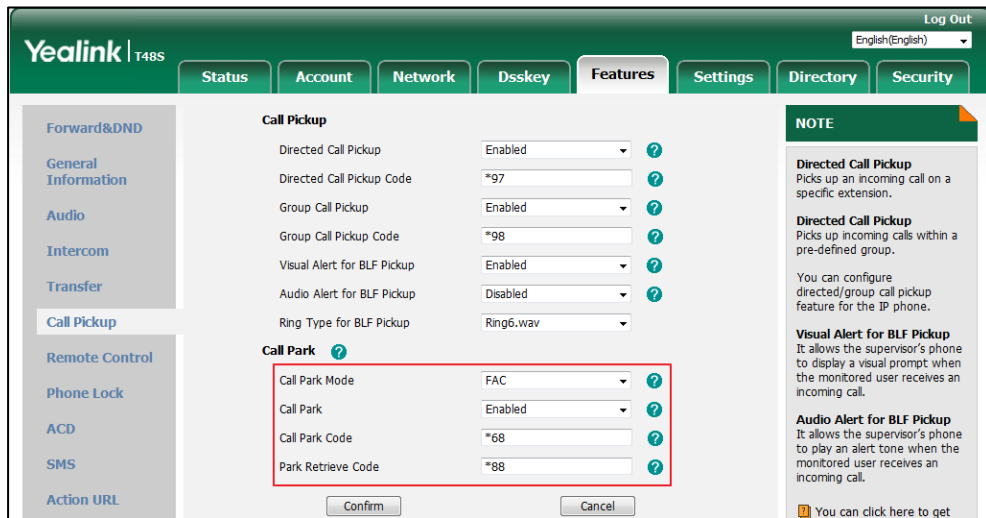 Log Out
Yealink T48S
English(English)
Status Account Network Dsskey Features Settings Directory Security
Forward&DND
General
Information
Audio
Intercom
Transfer
Call Pickup
Remote Control
Phone Lock
ACD
SMS
Action URL
Call Pickup
Directed Call Pickup Enabled ?
Directed Call Pickup Code *97 ?
Group Call Pickup Enabled ?
Group Call Pickup Code *98 ?
Visual Alert for BLF Pickup Enabled ?
Audio Alert for BLF Pickup Disabled ?
Ring Type for BLF Pickup Ring6.wav
Call Park ?
Call Park Mode FAC ?
Call Park Enabled ?
Call Park Code *68 ?
Park Retrieve Code *88 ?
Confirm Cancel
NOTE
Directed Call Pickup
Picks up an incoming call on a
specific extension.
Directed Call Pickup
Picks up incoming calls within a
pre-defined group.
You can configure
directed/group call pickup
feature for the IP phone.
Visual Alert for BLF Pickup
It allows the supervisor's phone
to display a visual prompt when
the monitored user receives an
incoming call.
Audio Alert for BLF Pickup
It allows the supervisor's phone
to play an alert tone when the
monitored user receives an
incoming call.
? You can click here to get